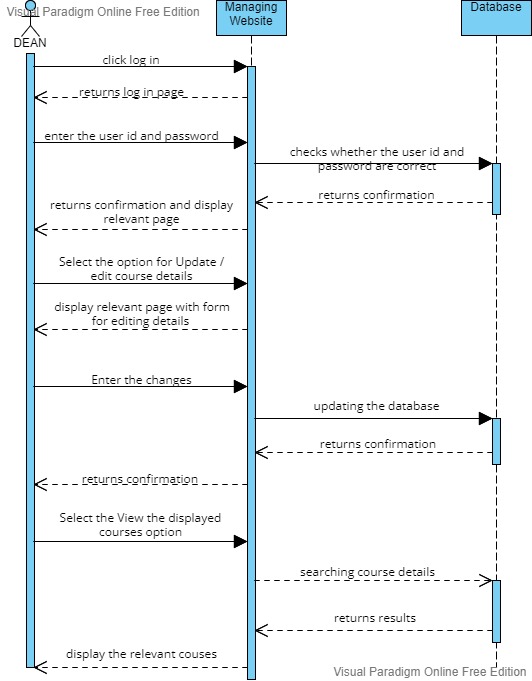 Visual Paradigm Online Free Edition
Managing
Website
Database
DEAN
click log in
returns log in page
enter the user id and password
checks whether the user id and
password are correct
returns confirmation
returns confirmation and display
relevant page
Select the option for Update /
edit course details
display relevant page with form
for editing details
Enter the changes
updating the database
returns confirmation
returns confirmation
Select the View the displayed
courses option
searching course details
returns results
display the relevant couses
Visual Paradigm Online Free Edition